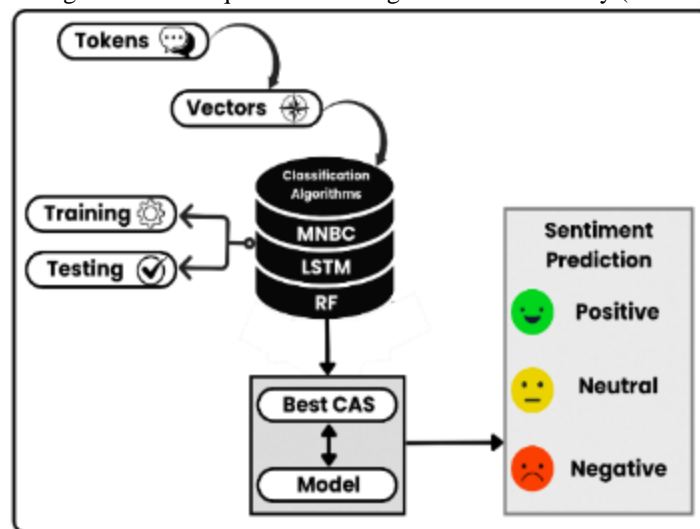 Tokens
Vectors
Classification
Algorithms
MNBC
LSTM
RF
Training
Testing
Best CAS
Model
Sentiment
Prediction
Positive
Neutral
Negative